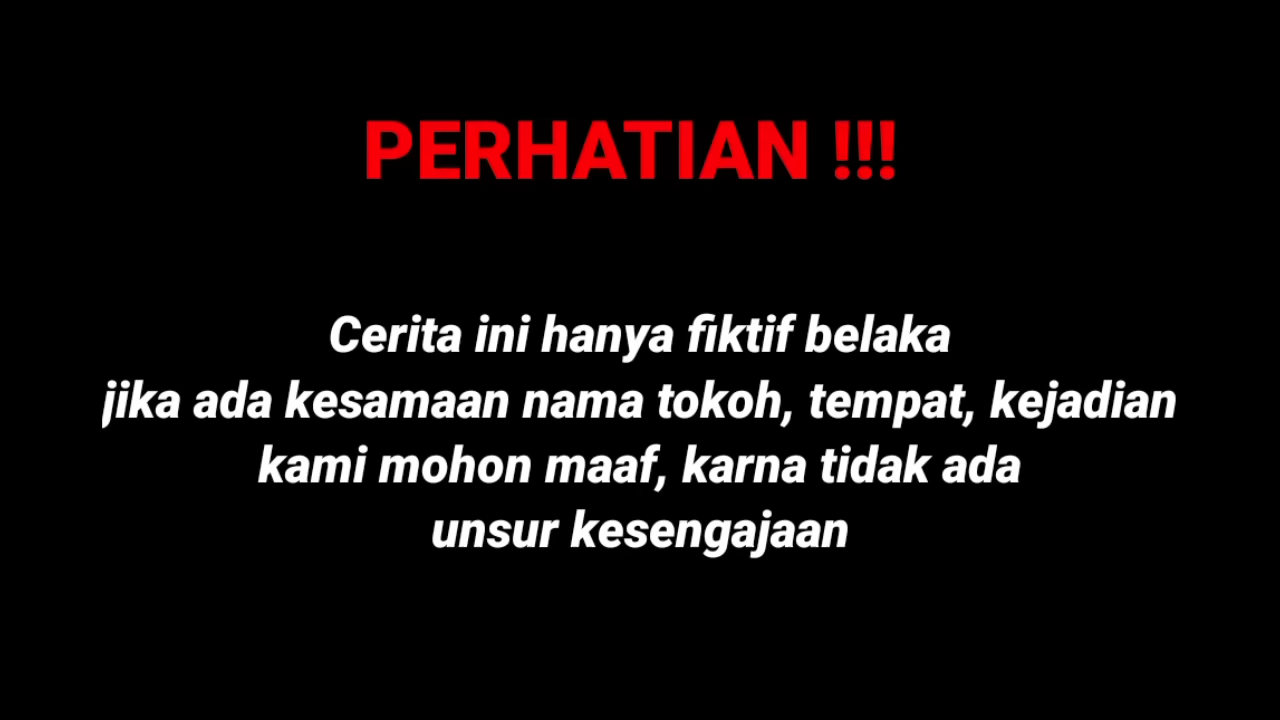 PERHATIAN !!!
Cerita ini hanya fiktif belaka
jika ada kesamaan nama tokoh, tempat, kejadian
kami mohon maaf, karna tidak ada
unsur kesengajaan